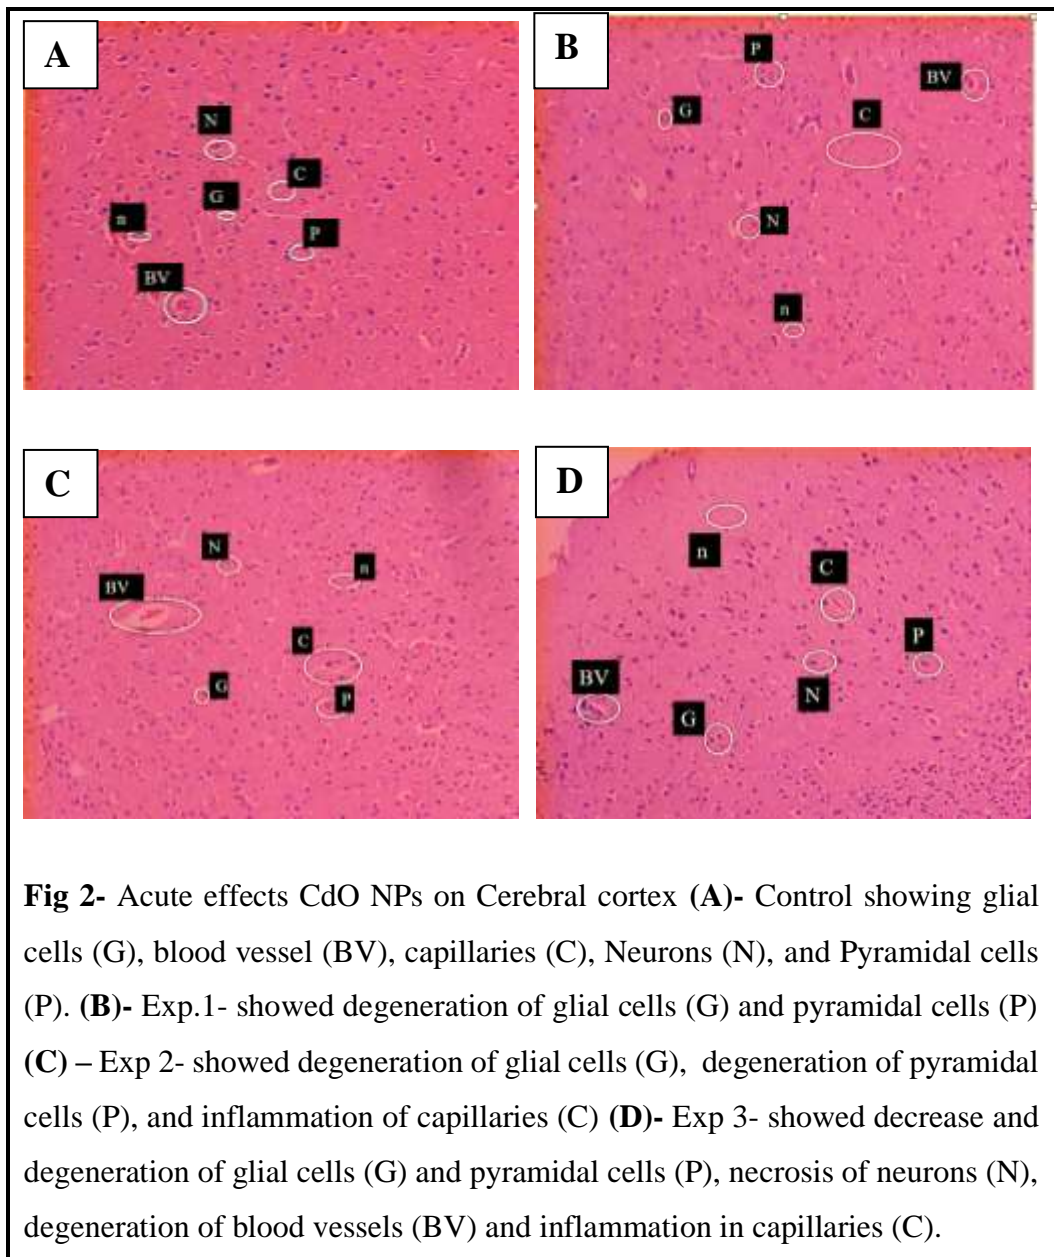 A
N
C
G
n
P
BV
B
P
BV
G
C
N
n
C
N
n
BV
C
G
P
D
n
C
P
BV
N
G
Fig 2- Acute effects CdO NPs on Cerebral cortex (A)- Control showing glial
cells (G), blood vessel (BV), capillaries (C), Neurons (N), and Pyramidal cells
(P). (B)- Exp.1- showed degeneration of glial cells (G) and pyramidal cells (P)
(C) – Exp 2- showed degeneration of glial cells (G), degeneration of pyramidal
cells (P), and inflammation of capillaries (C) (D)- Exp 3- showed decrease and
degeneration of glial cells (G) and pyramidal cells (P), necrosis of neurons (N),
degeneration of blood vessels (BV) and inflammation in capillaries (C).